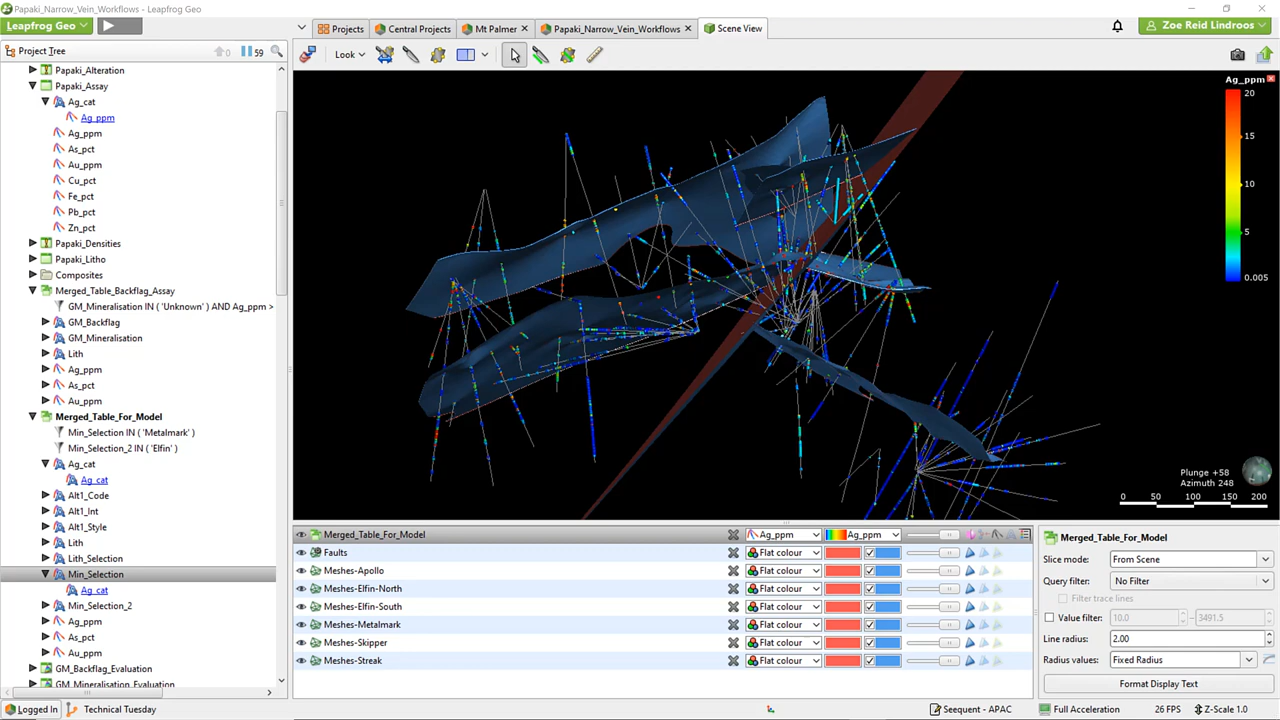 Papaki_Narrow_Vein_Workflows
Leapfrog Geo
Projects
Central Projects
Mt Palmer
Papaki_Narrow_Vein_Workflows
Scene View
Zoe Reid Lindroos
Project Tree
0
59
Look
Papaki_Alteration
Papaki_Assay
Ag_cat
Ag_ppm
Ag_ppm
As_pct
Au_ppm
Cu_pct
Fe_pct
Pb_pct
Zn_pct
Papaki_Densities
Papaki_Litho
Composites
Merged_Table_Backflag_Assay
GM_Mineralisation IN ( 'Unknown' ) AND Ag_ppm >
GM_Backflag
GM_Mineralisation
Lith
Ag_ppm
As_pct
Au_ppm
Merged_Table_For_Model
Min_Selection IN ( 'Metalmark' )
Min_Selection_2 IN ( 'Elfin' )
Ag_cat
Ag_cat
Alt1_Code
Alt1_Int
Alt1_Style
Lith
Lith_Selection
Min_Selection
Ag_cat
Min_Selection_2
Ag_ppm
As_pct
Au_ppm
GM_Backflag_Evaluation
GM_Mineralisation_Evaluation
Ag_ppm
20
15
10
5
0.005
Plunge +58
Azimuth 248
0 50 100 150 200
Merged_Table_For_Model Ag_ppm Ag_ppm
Faults Flat colour
Meshes-Apollo Flat colour
Meshes-Elfin-North Flat colour
Meshes-Elfin-South Flat colour
Meshes-Metalmark Flat colour
Meshes-Skipper Flat colour
Meshes-Streak Flat colour
Merged_Table_For_Model
Slice mode: From Scene
Query filter: No Filter
Filter trace lines
Value filter: 10.0 – 3491.5
Line radius: 2.00
Radius values: Fixed Radius
Format Display Text
Logged In
Technical Tuesday
Seequent - APAC
Full Acceleration
26 FPS
Z-Scale 1.0